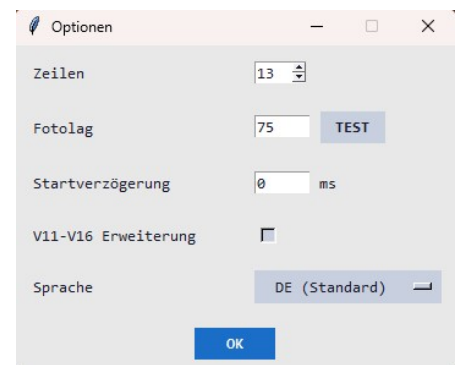 Optionen
Zeilen 13
Fotolag 75 TEST
Startverzögerung 0 ms
V11-V16 Erweiterung
Sprache DE (Standard)
OK